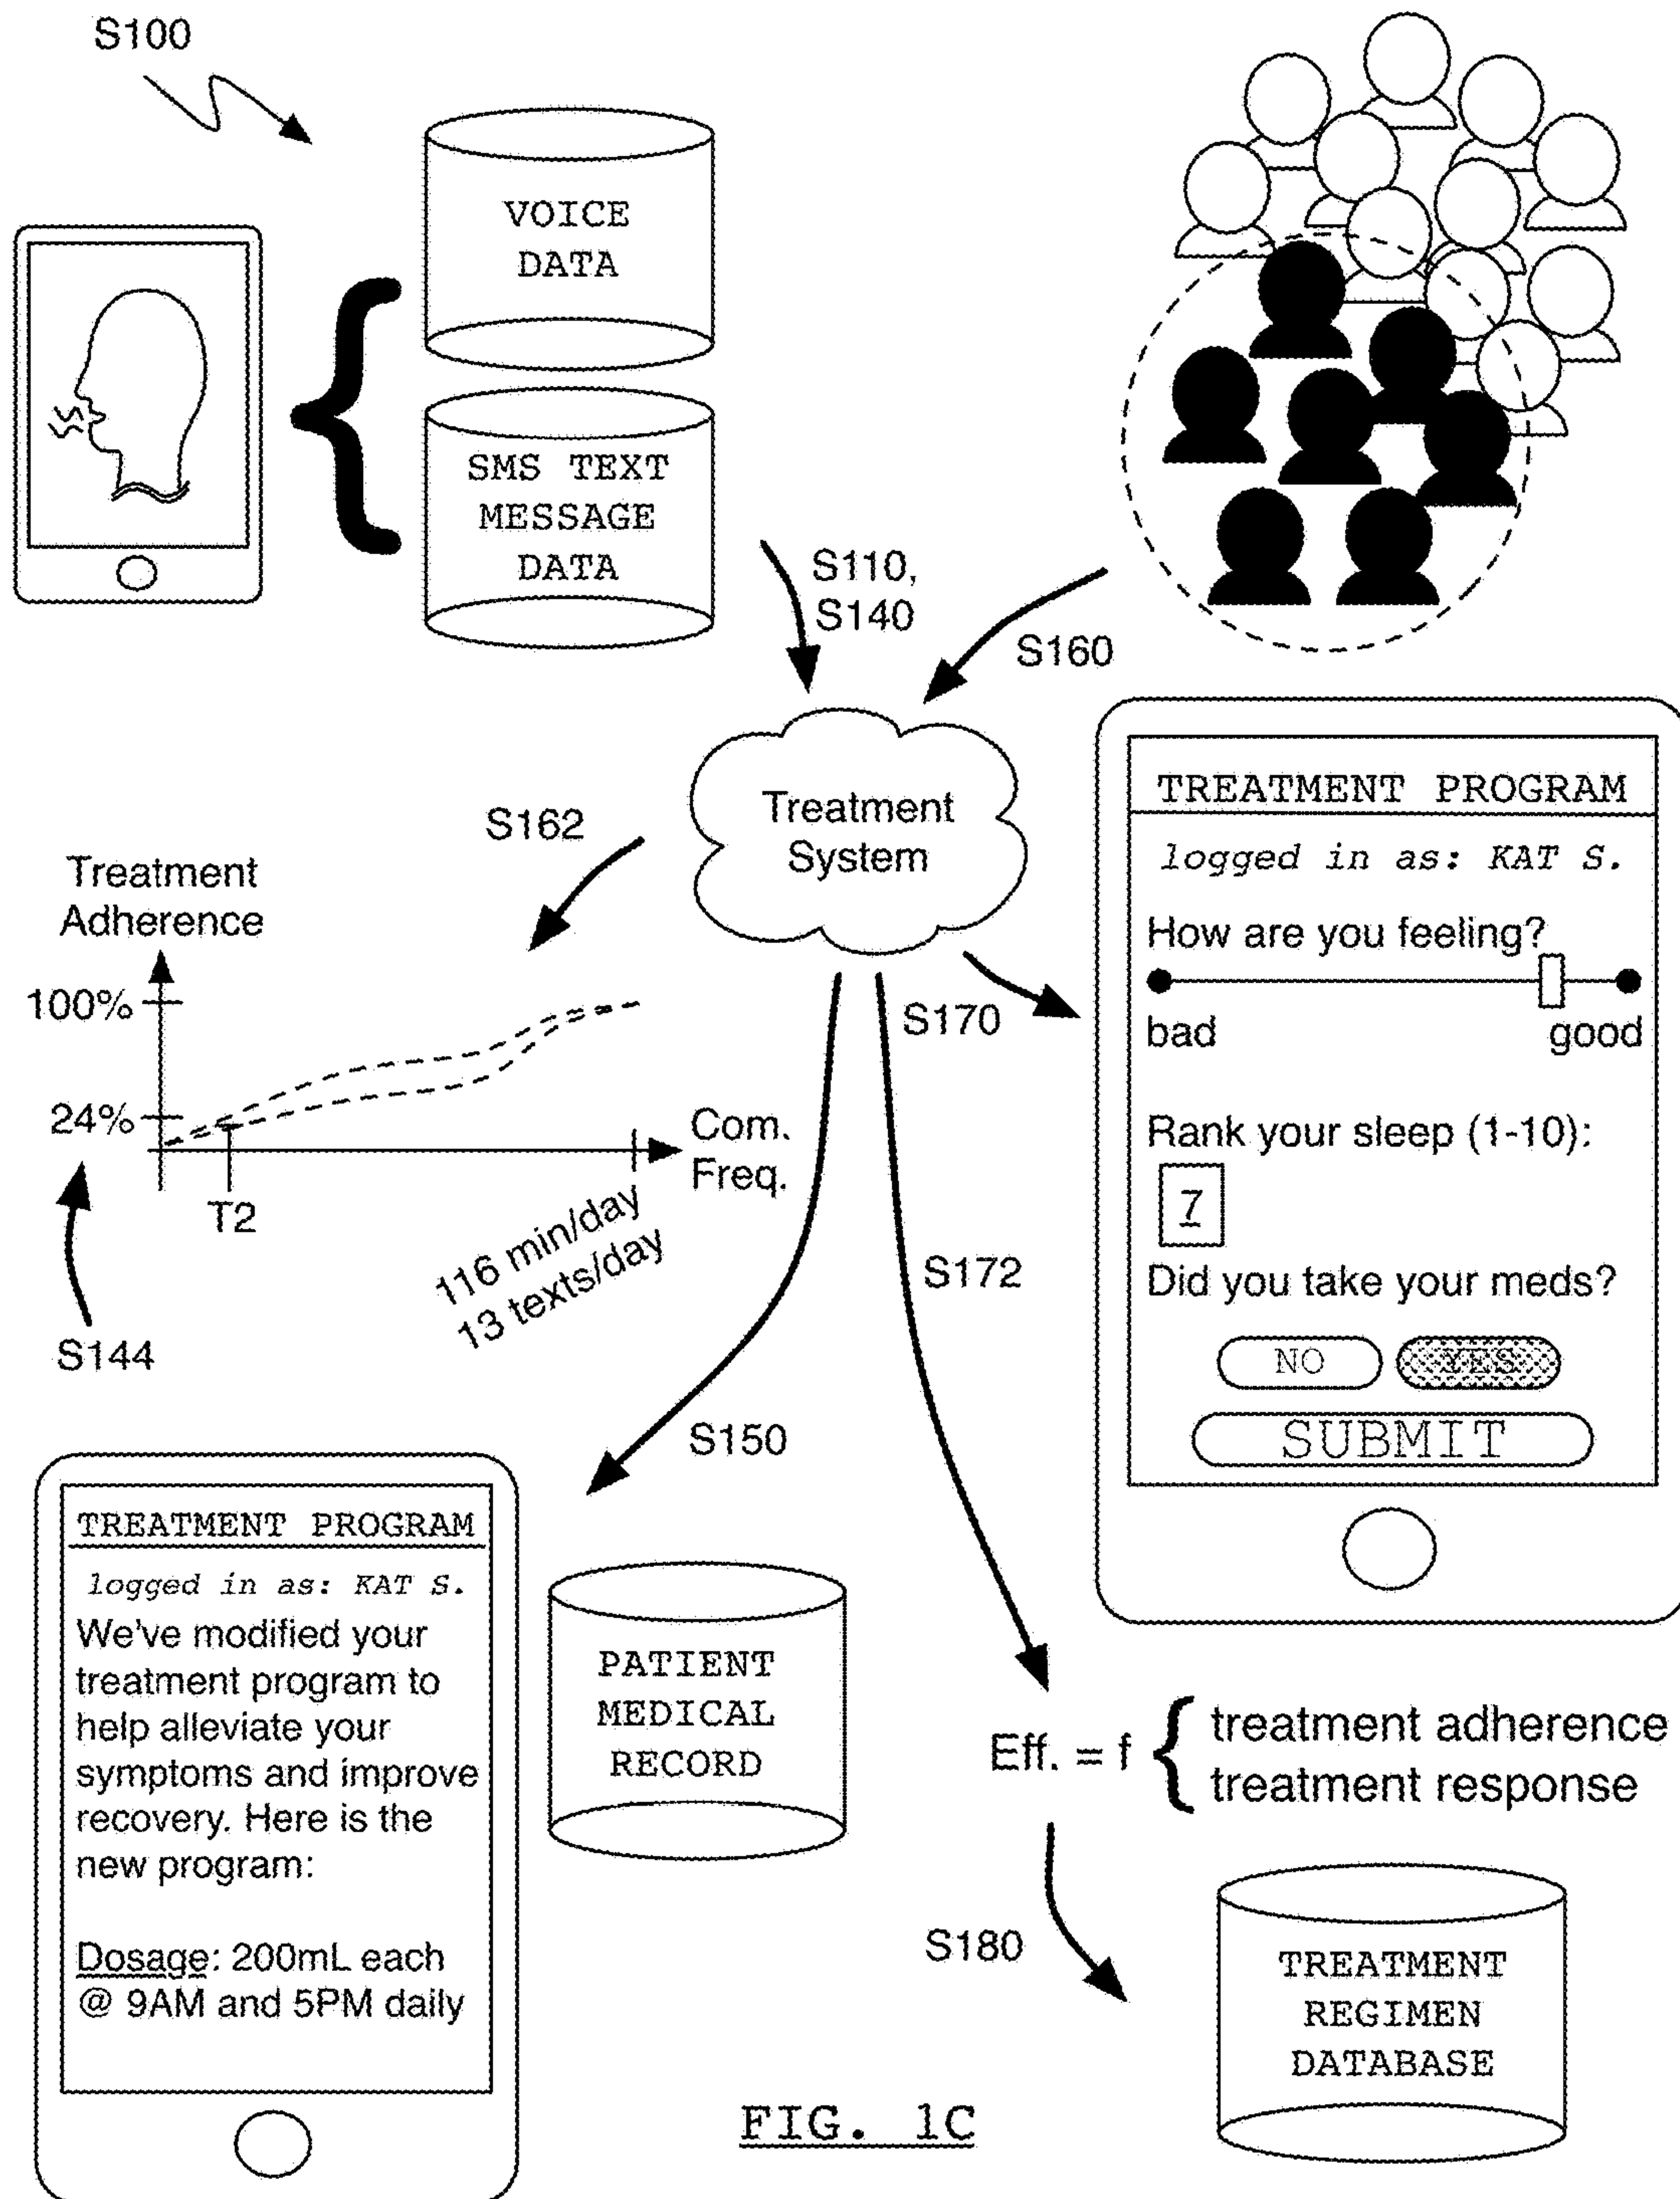 S100
VOICE
DATA
SMS TEXT
MESSAGE
DATA
S110,
S140
S160
Treatment
System
S162
Treatment
Adherence
100%
24%
T2
Com.
Freq.
116 min/day
13 texts/day
S144
S170
S172
S150
TREATMENT PROGRAM
logged in as: KAT S.
How are you feeling?
bad good
Rank your sleep (1-10):
7
Did you take your meds?
NO YES
SUBMIT
TREATMENT PROGRAM
logged in as: KAT S.
We've modified your
treatment program to
help alleviate your
symptoms and improve
recovery. Here is the
new program:
Dosage: 200mL each
@ 9AM and 5PM daily
PATIENT
MEDICAL
RECORD
Eff. = f { treatment adherence
treatment response
S180
TREATMENT
REGIMEN
DATABASE
FIG. 1C